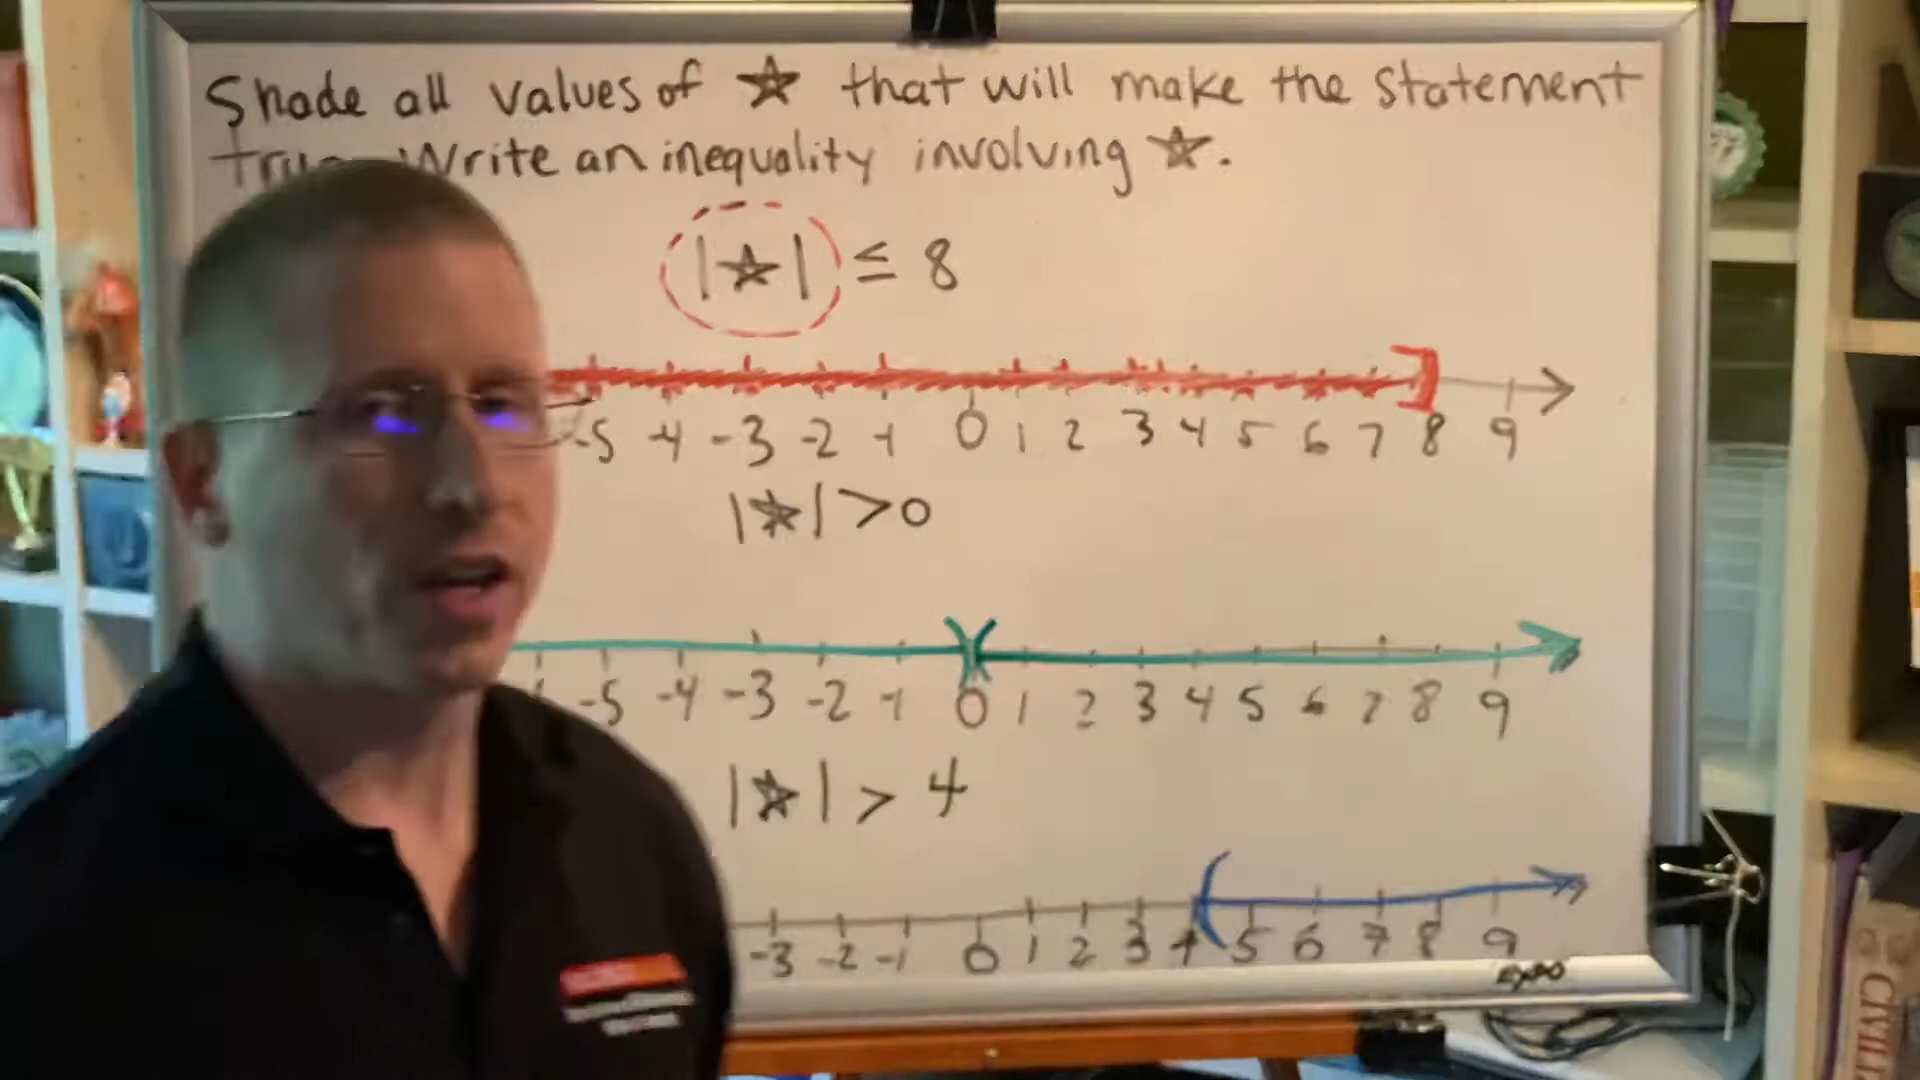 Shade all values of ☆ that will make the statement
Write an inequality involving ☆.
|☆| ≤ 8
-5 -4 -3 -2 -1 0 1 2 3 4 5 6 7 8 9
|☆| > 0
-5 -4 -3 -2 -1 0 1 2 3 4 5 6 7 8 9
|☆| > 4
-3 -2 -1 0 1 2 3 4 5 6 7 8 9
EXPO